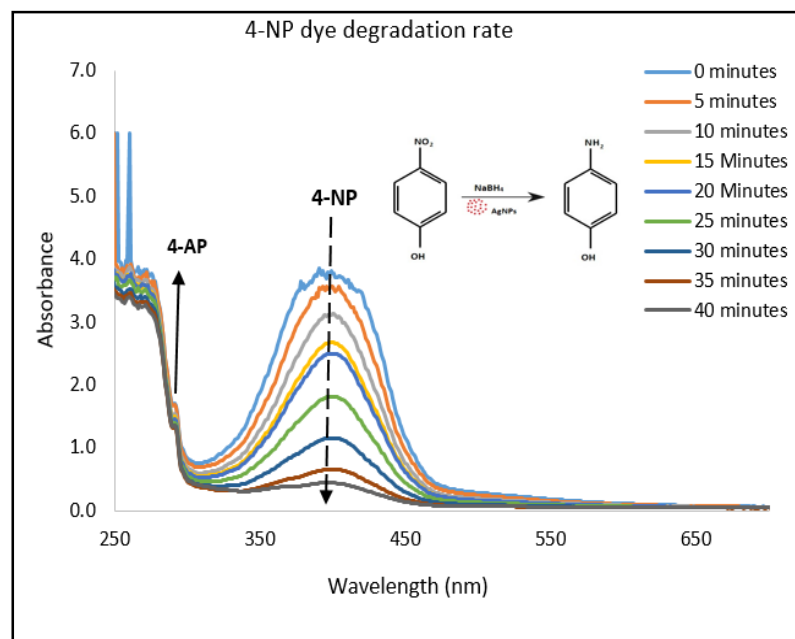 4-NP dye degradation rate
7.0
6.0
5.0
4.0
3.0
2.0
1.0
0.0
Absorbance
250
350
450
550
650
Wavelength (nm)
4-AP
4-NP
NO₂
OH
NaBH₄
AgNPs
NH₂
OH
0 minutes
5 minutes
10 minutes
15 Minutes
20 Minutes
25 minutes
30 minutes
35 minutes
40 minutes